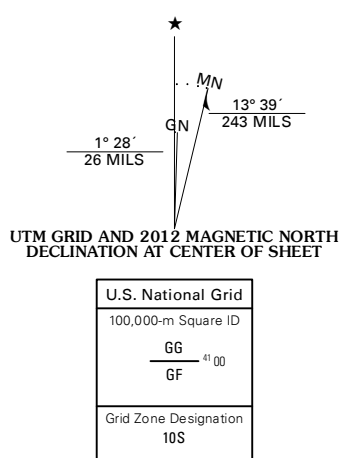 ★
MN
13° 39´
243 MILS
GN
1° 28´
26 MILS
UTM GRID AND 2012 MAGNETIC NORTH
DECLINATION AT CENTER OF SHEET
U.S. National Grid
100,000-m Square ID
GG
41 00
GF
Grid Zone Designation
10S